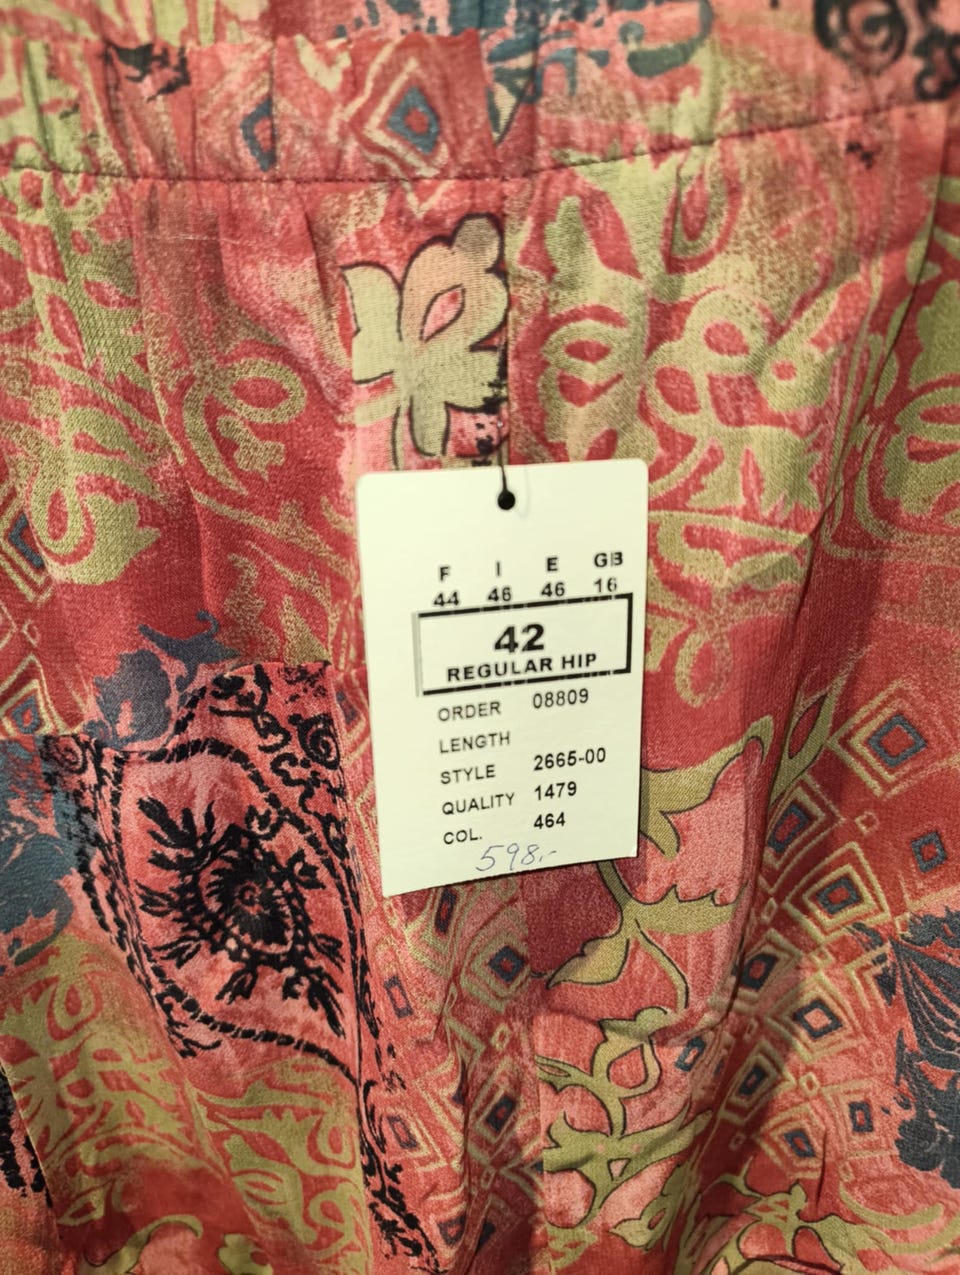 F I E GB
44 46 46 16
42
REGULAR HIP
ORDER 08809
LENGTH
STYLE 2665-00
QUALITY 1479
COL. 464
598,-